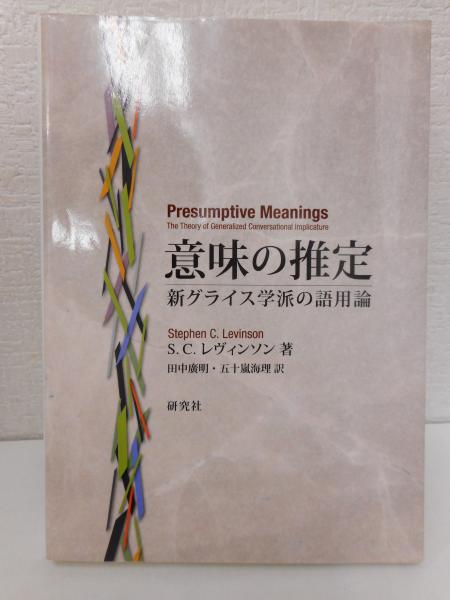 Presumptive Meanings
The Theory of Generalized Conversational Implicature
意味の推定
新グライス学派の語用論
Stephen C. Levinson
S. C. レヴィンソン 著
田中廣明・五十嵐海理 訳
研究社